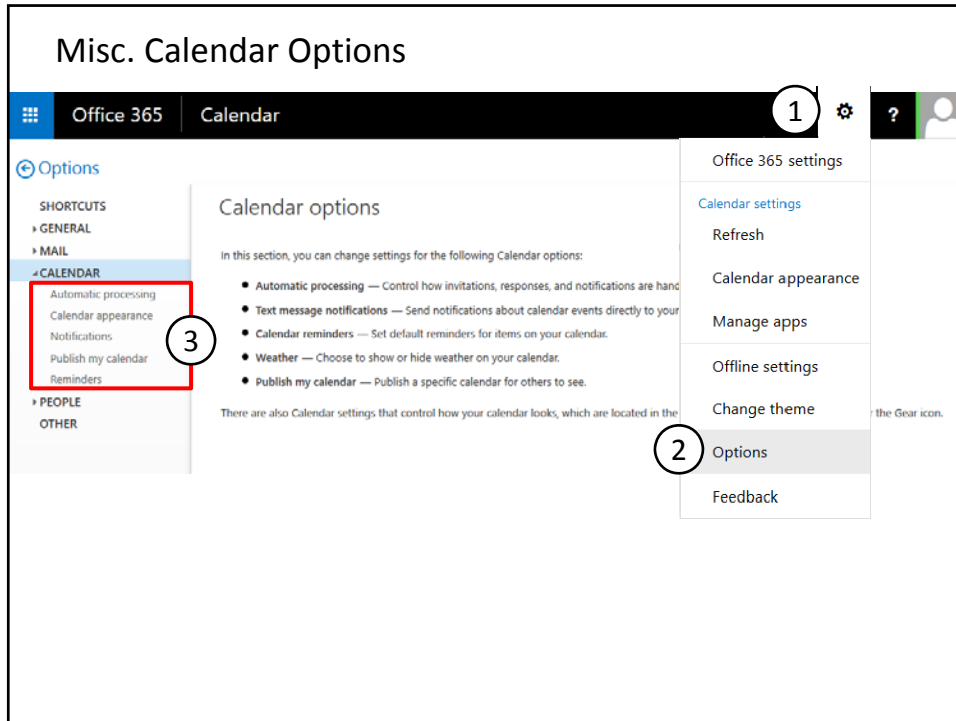 Misc. Calendar Options
Office 365 Calendar 1 ?
Options
SHORTCUTS
GENERAL
MAIL
CALENDAR
Automatic processing
Calendar appearance
Notifications
Publish my calendar
Reminders
PEOPLE
OTHER
3
Calendar options
In this section, you can change settings for the following Calendar options:
Automatic processing — Control how invitations, responses, and notifications are hand
Text message notifications — Send notifications about calendar events directly to your
Calendar reminders — Set default reminders for items on your calendar.
Weather — Choose to show or hide weather on your calendar.
Publish my calendar — Publish a specific calendar for others to see.
There are also Calendar settings that control how your calendar looks, which are located in the r the Gear icon.
Office 365 settings
Calendar settings
Refresh
Calendar appearance
Manage apps
Offline settings
Change theme
2 Options
Feedback